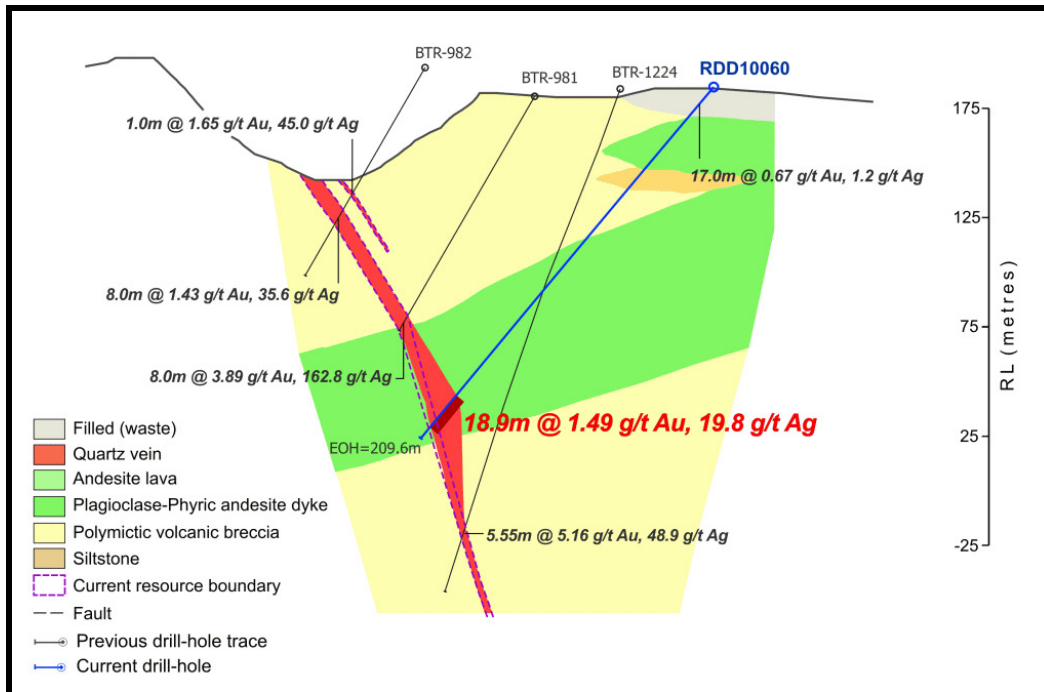 BTR-982
BTR-981
BTR-1224
RDD10060
175
1.0m @ 1.65 g/t Au, 45.0 g/t Ag
17.0m @ 0.67 g/t Au, 1.2 g/t Ag
125
8.0m @ 1.43 g/t Au, 35.6 g/t Ag
RL (metres)
75
8.0m @ 3.89 g/t Au, 162.8 g/t Ag
18.9m @ 1.49 g/t Au, 19.8 g/t Ag
25
EOH=209.6m
5.55m @ 5.16 g/t Au, 48.9 g/t Ag
-25
Filled (waste)
Quartz vein
Andesite lava
Plagioclase-Phyric andesite dyke
Polymictic volcanic breccia
Siltstone
Current resource boundary
Fault
Previous drill-hole trace
Current drill-hole